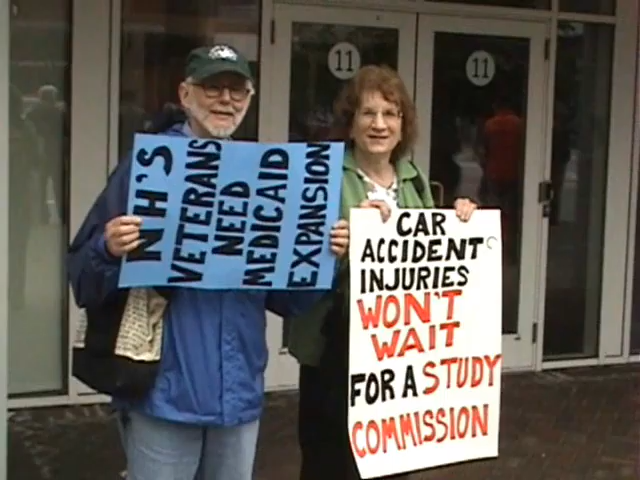 11
11
NH'S
VETERANS
NEED
MEDICAID
EXPANSION
CAR
ACCIDENT
INJURIES
WON'T
WAIT
FOR A STUDY
COMMISSION